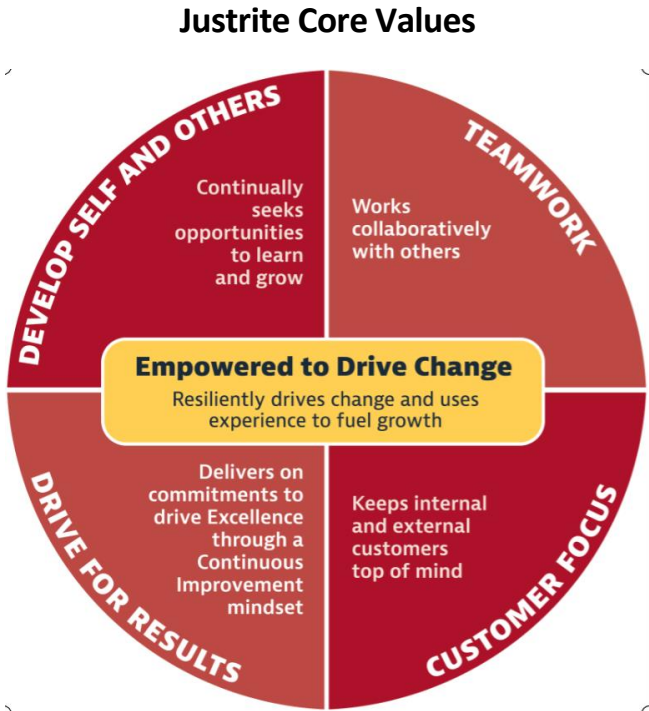 Justrite Core Values
DEVELOP SELF AND OTHERS
Continually
seeks
opportunities
to learn
and grow
TEAMWORK
Works
collaboratively
with others
Empowered to Drive Change
Resiliently drives change and uses
experience to fuel growth
DRIVE FOR RESULTS
Delivers on
commitments to
drive Excellence
through a
Continuous
Improvement
mindset
CUSTOMER FOCUS
Keeps internal
and external
customers
top of mind